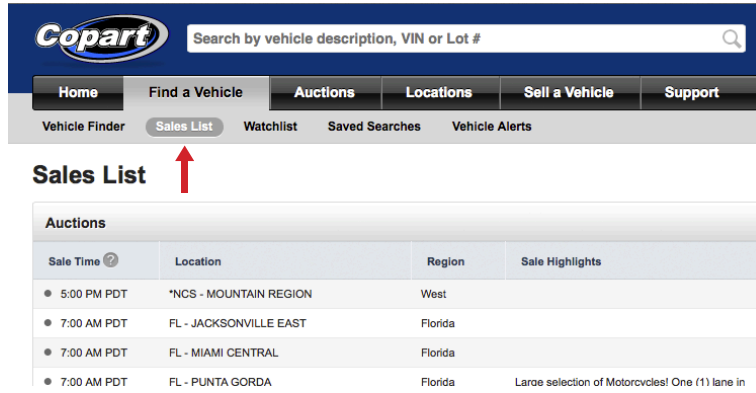 Copart
Search by vehicle description, VIN or Lot #
Home Find a Vehicle Auctions Locations Sell a Vehicle Support
Vehicle Finder Sales List Watchlist Saved Searches Vehicle Alerts
Sales List
Auctions
Sale Time ? Location Region Sale Highlights
5:00 PM PDT *NCS - MOUNTAIN REGION West
7:00 AM PDT FL - JACKSONVILLE EAST Florida
7:00 AM PDT FL - MIAMI CENTRAL Florida
7:00 AM PDT FL - PUNTA GORDA Florida Large selection of Motorcycles! One (1) lane in